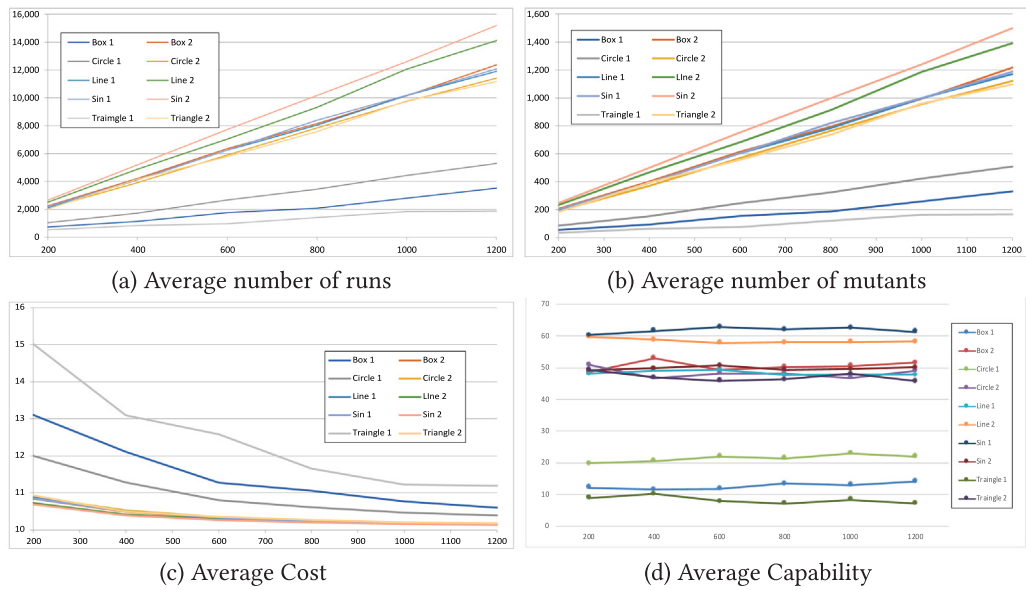 16,000
14,000
12,000
10,000
8,000
6,000
4,000
2,000
0
200 400 600 800 1000 1200
Box 1 Box 2
Circle 1 Circle 2
Line 1 Line 2
Sin 1 Sin 2
Traimgle 1 Triangle 2
(a) Average number of runs
1,600
1,400
1,200
1,000
800
600
400
200
0
200 300 400 500 600 700 800 900 1000 1100 1200
Box 1 Box 2
Circle 1 Circle 2
Line 1 LIne 2
Sin 1 Sin 2
Traingle 1 Triangle 2
(b) Average number of mutants
16
15
14
13
12
11
10
200 300 400 500 600 700 800 900 1000 1100 1200
Box 1 Box 2
Circle 1 Circle 2
Line 1 LIne 2
Sin 1 Sin 2
Traingle 1 Triangle 2
(c) Average Cost
70
60
50
40
30
20
10
0
200 400 600 800 1000 1200
Box 1
Box 2
Circle 1
Circle 2
Line 1
Line 2
Sin 1
Sin 2
Traingle 1
Traingle 2
(d) Average Capability